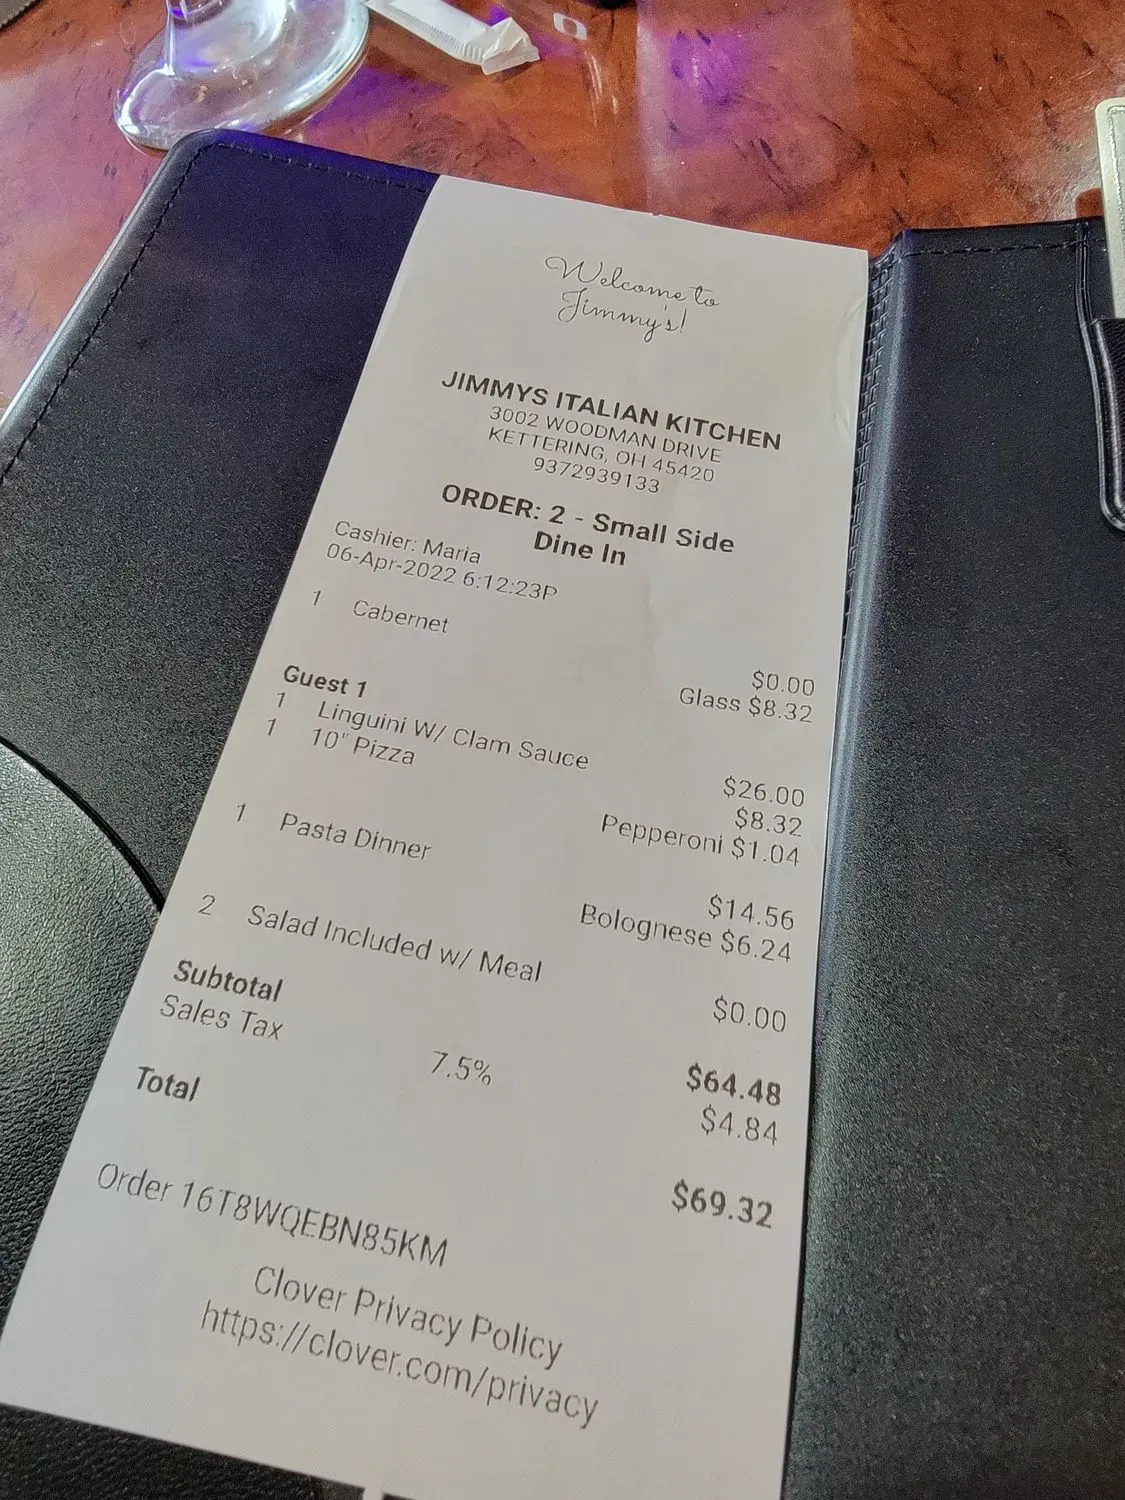 Welcome to
Jimmy's!
JIMMYS ITALIAN KITCHEN
3002 WOODMAN DRIVE
KETTERING, OH 45420
9372939133
ORDER: 2 - Small Side
Dine In
Cashier: Maria
06-Apr-2022 6:12:23P
1 Cabernet
$0.00
Glass $8.32
Guest 1
1 Linguini W/ Clam Sauce
$26.00
1 10" Pizza
$8.32
Pepperoni $1.04
1 Pasta Dinner
$14.56
Bolognese $6.24
2 Salad Included w/ Meal
$0.00
Subtotal
$64.48
Sales Tax 7.5% $4.84
Total
$69.32
Order 16T8WQEBN85KM
Clover Privacy Policy
https://clover.com/privacy